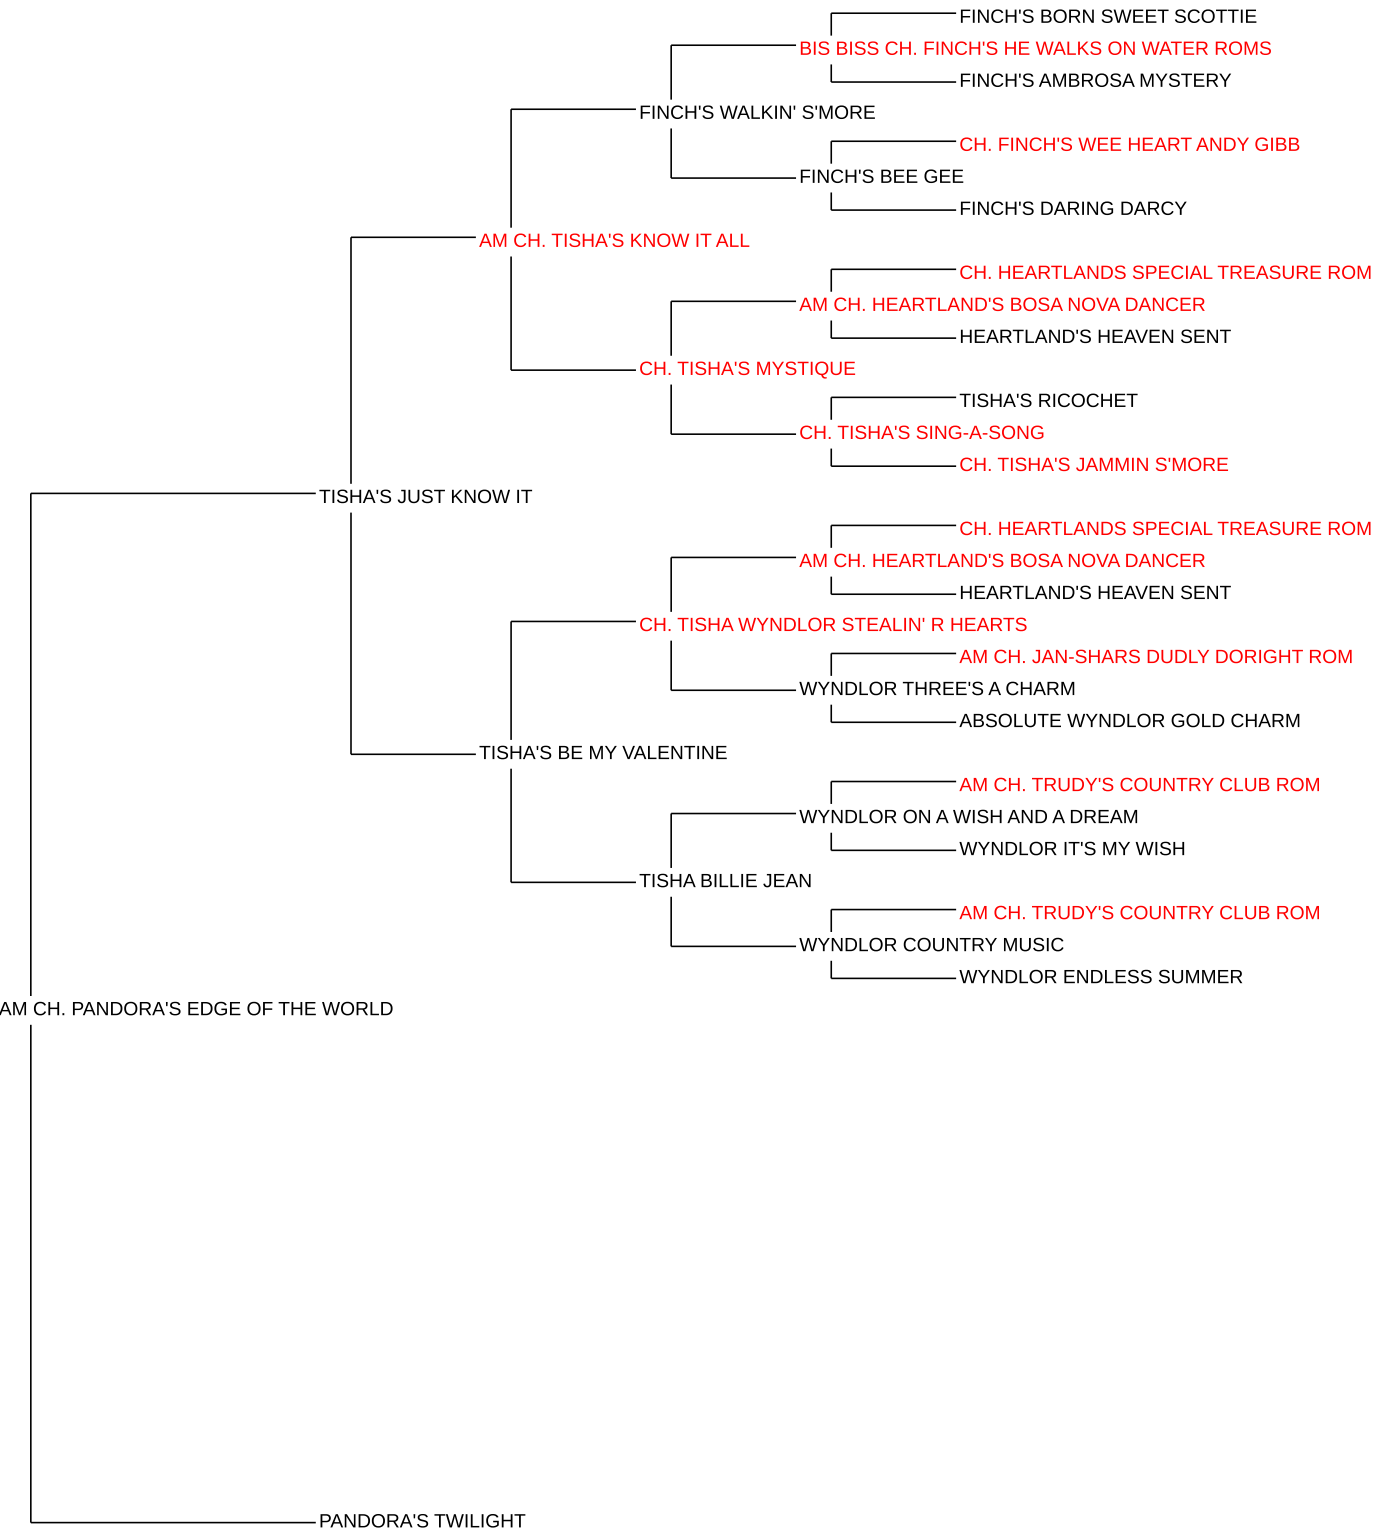 FINCH'S BORN SWEET SCOTTIE
BIS BISS CH. FINCH'S HE WALKS ON WATER ROMS
FINCH'S AMBROSA MYSTERY
FINCH'S WALKIN' S'MORE
CH. FINCH'S WEE HEART ANDY GIBB
FINCH'S BEE GEE
FINCH'S DARING DARCY
AM CH. TISHA'S KNOW IT ALL
CH. HEARTLANDS SPECIAL TREASURE ROM
AM CH. HEARTLAND'S BOSA NOVA DANCER
HEARTLAND'S HEAVEN SENT
CH. TISHA'S MYSTIQUE
TISHA'S RICOCHET
CH. TISHA'S SING-A-SONG
CH. TISHA'S JAMMIN S'MORE
TISHA'S JUST KNOW IT
CH. HEARTLANDS SPECIAL TREASURE ROM
AM CH. HEARTLAND'S BOSA NOVA DANCER
HEARTLAND'S HEAVEN SENT
CH. TISHA WYNDLOR STEALIN' R HEARTS
AM CH. JAN-SHARS DUDLY DORIGHT ROM
WYNDLOR THREE'S A CHARM
ABSOLUTE WYNDLOR GOLD CHARM
TISHA'S BE MY VALENTINE
AM CH. TRUDY'S COUNTRY CLUB ROM
WYNDLOR ON A WISH AND A DREAM
WYNDLOR IT'S MY WISH
TISHA BILLIE JEAN
AM CH. TRUDY'S COUNTRY CLUB ROM
WYNDLOR COUNTRY MUSIC
WYNDLOR ENDLESS SUMMER
AM CH. PANDORA'S EDGE OF THE WORLD
PANDORA'S TWILIGHT